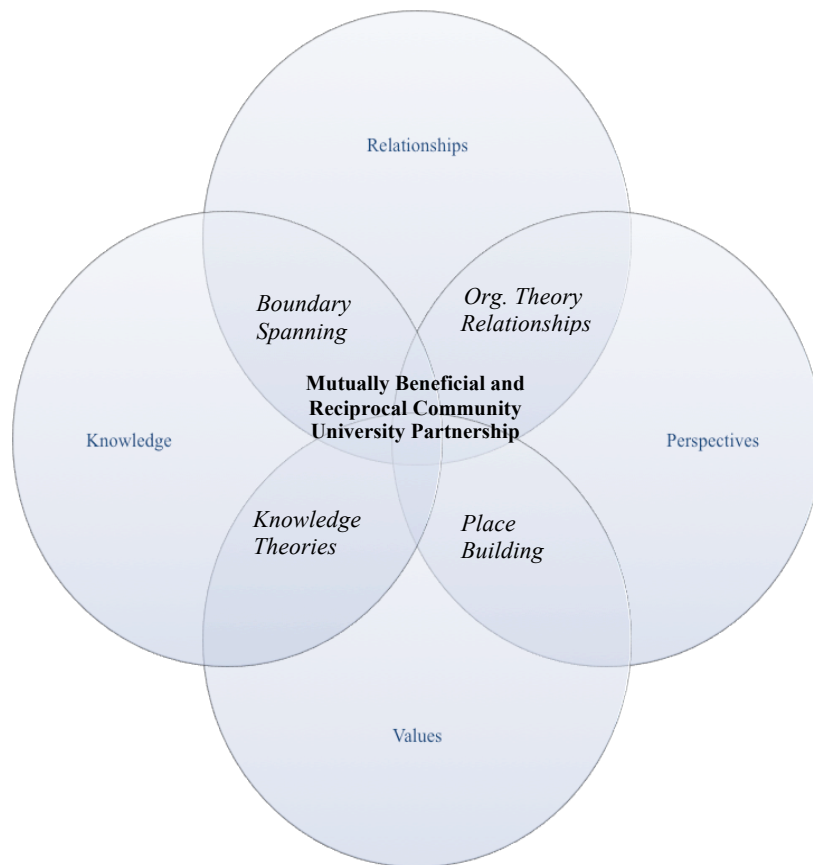 Relationships
Boundary
Spanning
Org. Theory
Relationships
Mutually Beneficial and
Reciprocal Community
University Partnership
Knowledge
Perspectives
Knowledge
Theories
Place
Building
Values